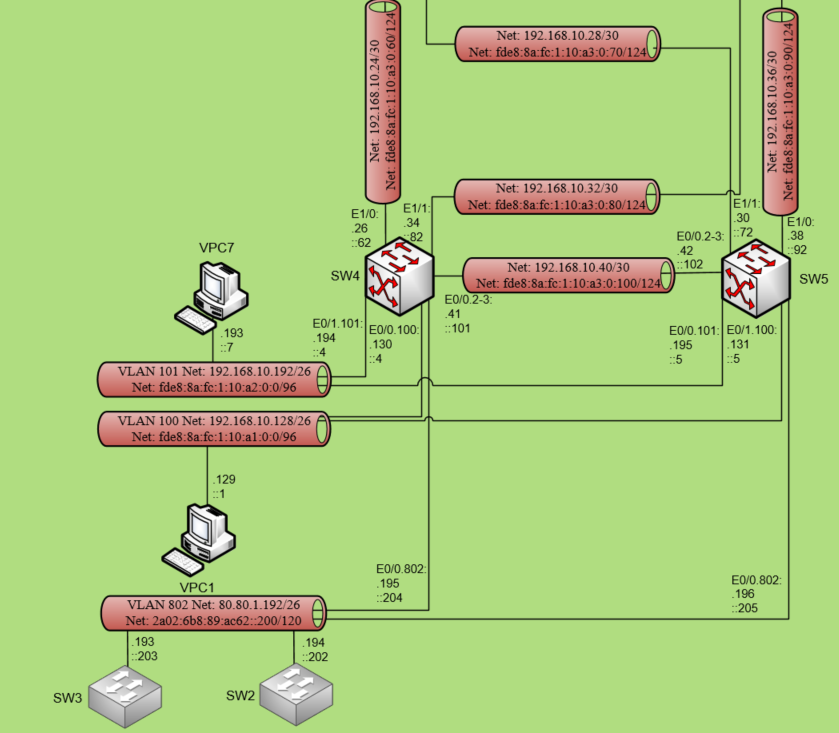 Net: 192.168.10.24/30
Net: fde8:8a:fc:1:10:a3:0:60/124
Net: 192.168.10.28/30
Net: fde8:8a:fc:1:10:a3:0:70/124
Net: 192.168.10.36/30
Net: fde8:8a:fc:1:10:a3:0:90/124
Net: 192.168.10.32/30
Net: fde8:8a:fc:1:10:a3:0:80/124
E1/0:
.26
::62
E1/1:
.34
::82
E1/1:
.30
::72
E1/0:
.38
::92
E0/0.2-3:
.42
::102
VPC7
SW4
Net: 192.168.10.40/30
Net: fde8:8a:fc:1:10:a3:0:100/124
SW5
E0/0.2-3:
.41
::101
.193
::7
E0/1.101:
.194
::4
E0/0.100:
.130
::4
E0/0.101:
.195
::5
E0/1.100:
.131
::5
VLAN 101 Net: 192.168.10.192/26
Net: fde8:8a:fc:1:10:a2:0:0/96
VLAN 100 Net: 192.168.10.128/26
Net: fde8:8a:fc:1:10:a1:0:0/96
.129
::1
VPC1
E0/0.802:
.195
::204
E0/0.802:
.196
::205
VLAN 802 Net: 80.80.1.192/26
Net: 2a02:6b8:89:ac62::200/120
.193
::203
.194
::202
SW3
SW2